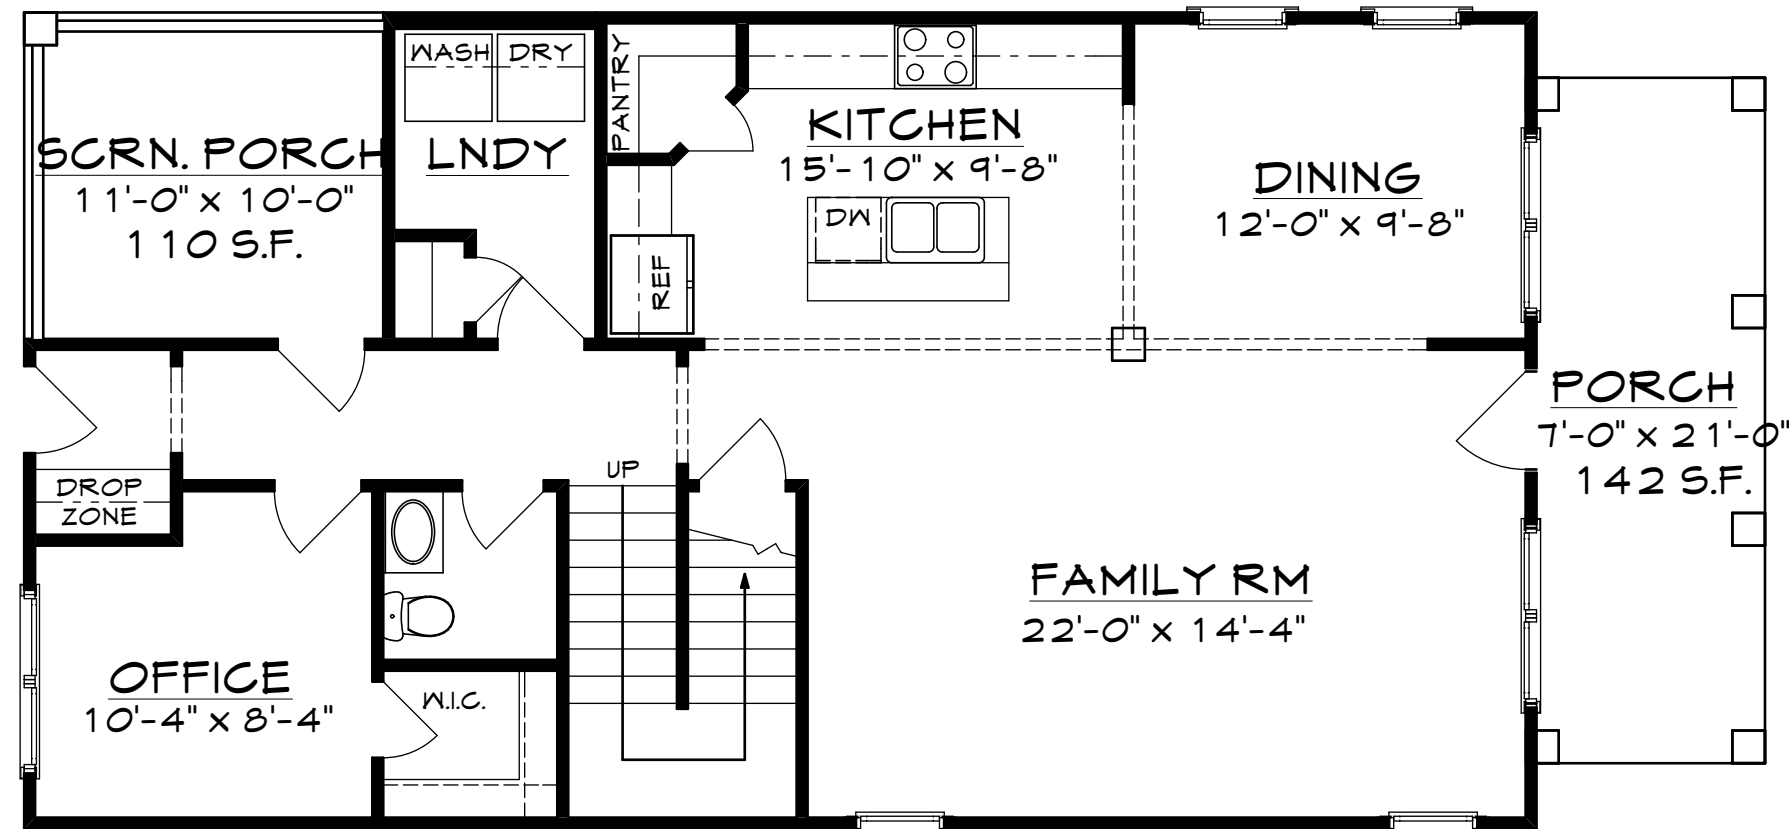 WASH DRY
PANTRY
SCRN. PORCH
11'-0" x 10'-0"
110 S.F.
LNDY
KITCHEN
15'-10" x 9'-8"
DW
REF
DINING
12'-0" x 9'-8"
PORCH
7'-0" x 21'-0"
142 S.F.
UP
DROP
ZONE
FAMILY RM
22'-0" x 14'-4"
OFFICE
10'-4" x 8'-4"
W.I.C.